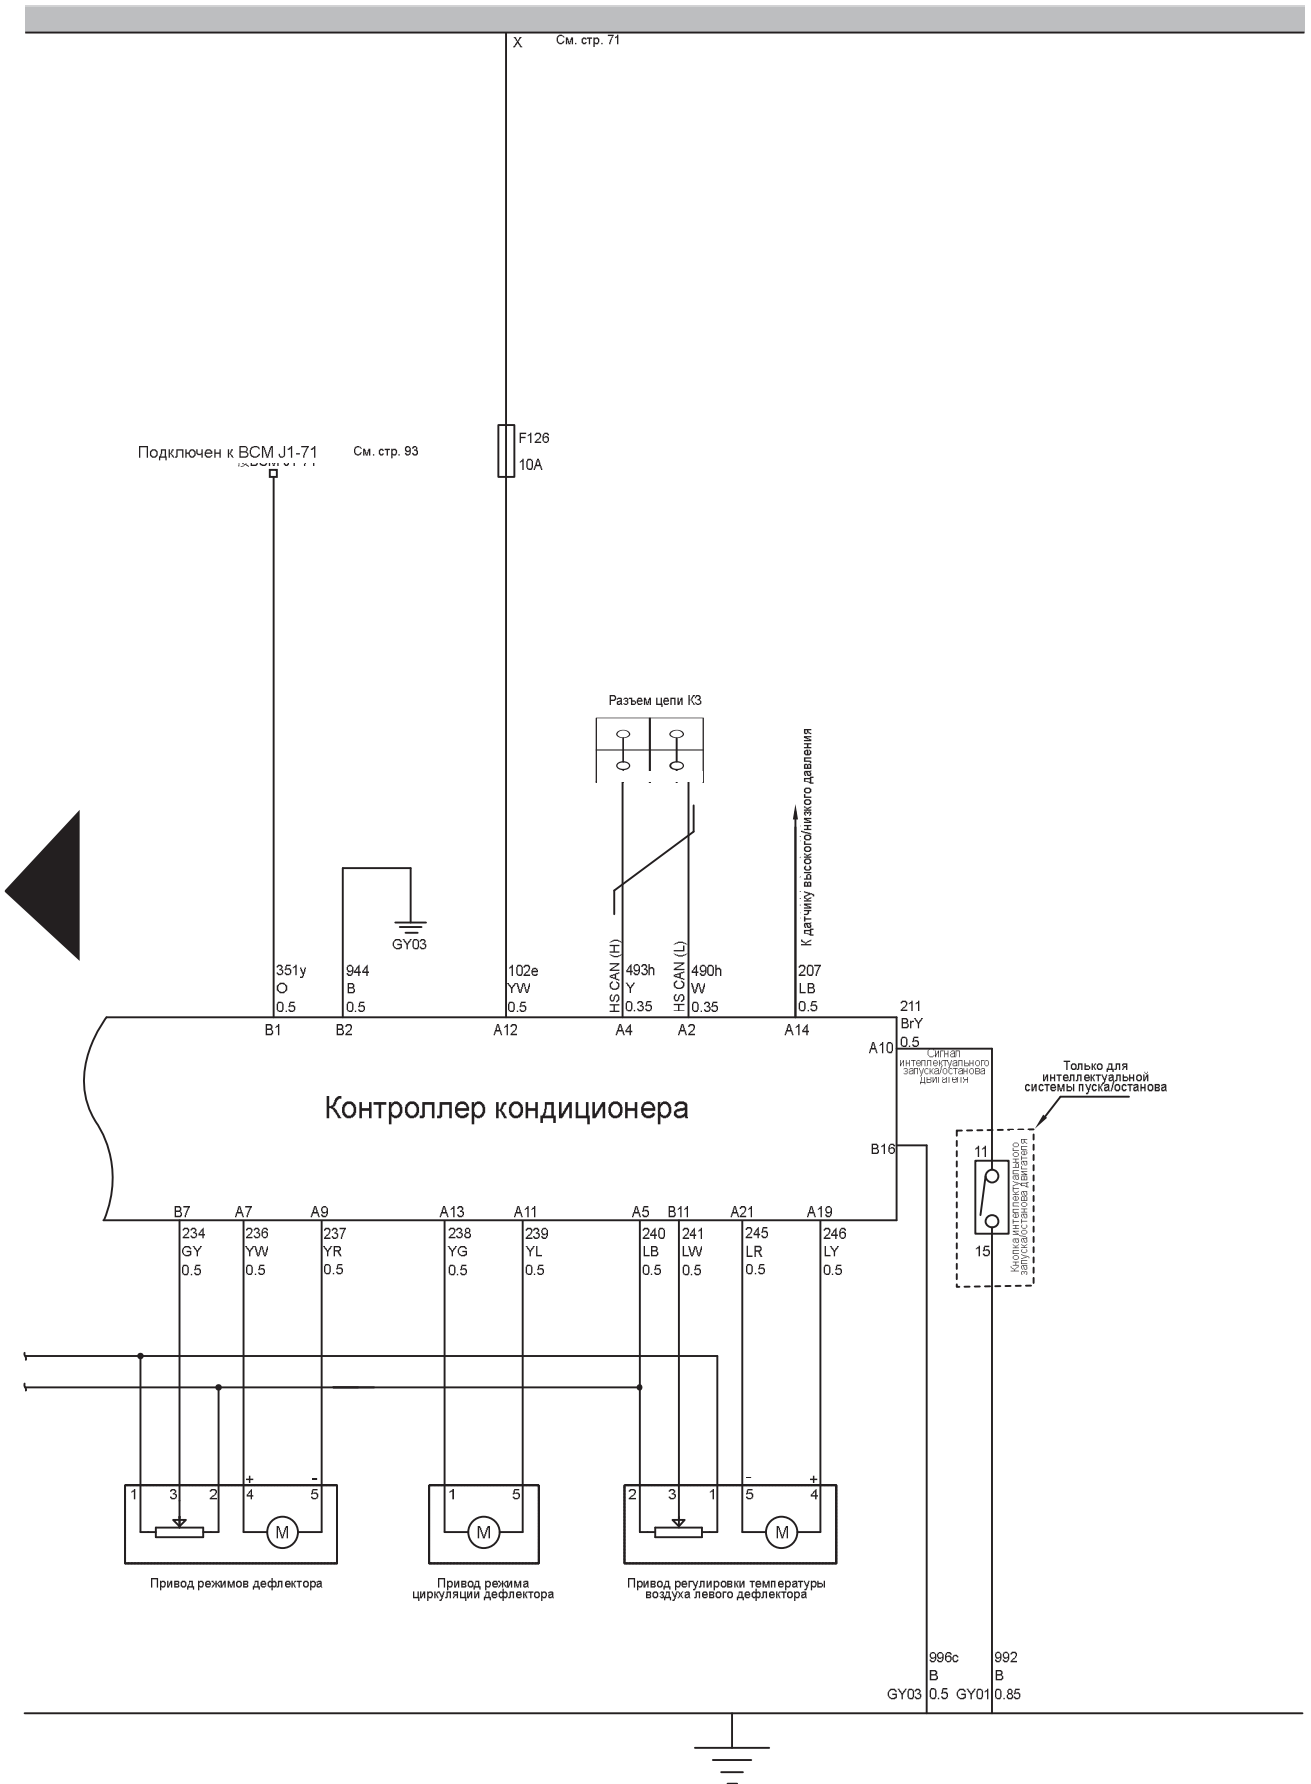 X
См. стр. 71
F126
10A
Подключен к BCM J1-71
См. стр. 93
Разъем цепи К3
К датчику высокого/низкого давления
GY03
351y
O
0.5
944
B
0.5
102e
YW
0.5
HS CAN (H)
493h
Y
0.35
HS CAN (L)
490h
W
0.35
207
LB
0.5
211
BrY
0.5
B1
B2
A12
A4
A2
A14
A10
Сигнал
интеллектуального
запуска/останова
двигателя
Только для
интеллектуальной
системы пуска/останова
Контроллер кондиционера
B16
11
15
Кнопка интеллектуального
запуска/останова двигателя
B7
A7
A9
A13
A11
A5
B11
A21
A19
234
GY
0.5
236
YW
0.5
237
YR
0.5
238
YG
0.5
239
YL
0.5
240
LB
0.5
241
LW
0.5
245
LR
0.5
246
LY
0.5
+
-
-
+
1
3
2
4
5
1
5
2
3
1
5
4
M
M
M
Привод режимов дефлектора
Привод режима
циркуляции дефлектора
Привод регулировки температуры
воздуха левого дефлектора
996c
B
GY03
0.5
992
B
GY01
0.85